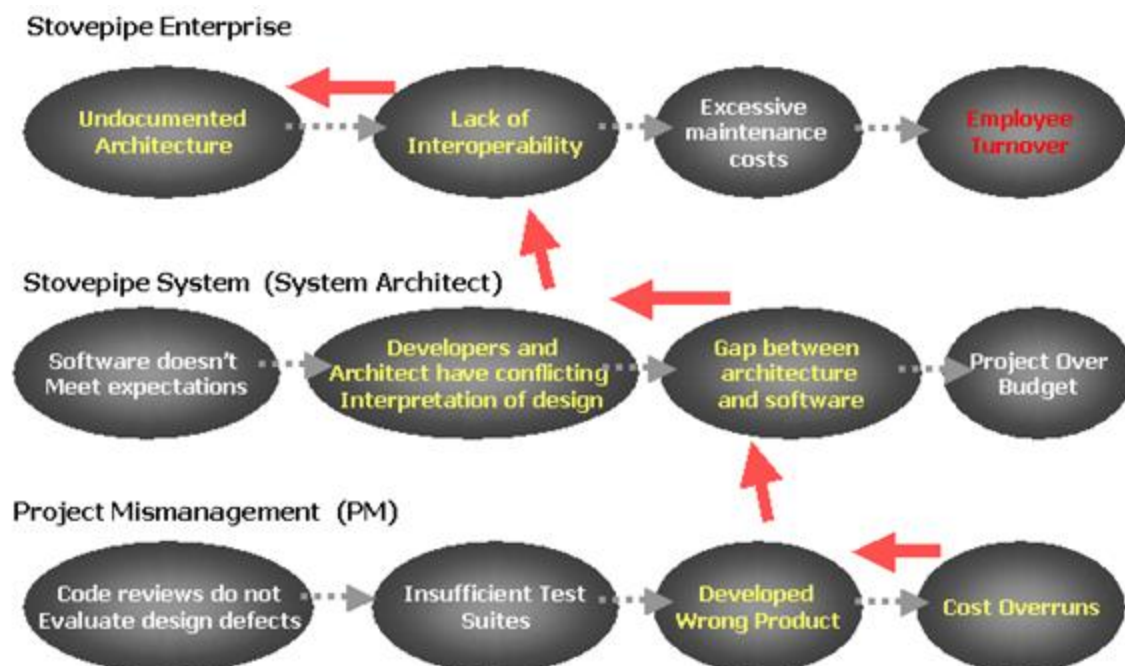 Stovepipe Enterprise
Undocumented
Architecture
Lack of
Interoperability
Excessive
maintenance
costs
Employee
Turnover
Stovepipe System (System Architect)
Software doesn't
Meet expectations
Developers and
Architect have conflicting
Interpretation of design
Gap between
architecture
and software
Project Over
Budget
Project Mismanagement (PM)
Code reviews do not
Evaluate design defects
Insufficient Test
Suites
Developed
Wrong Product
Cost Overruns